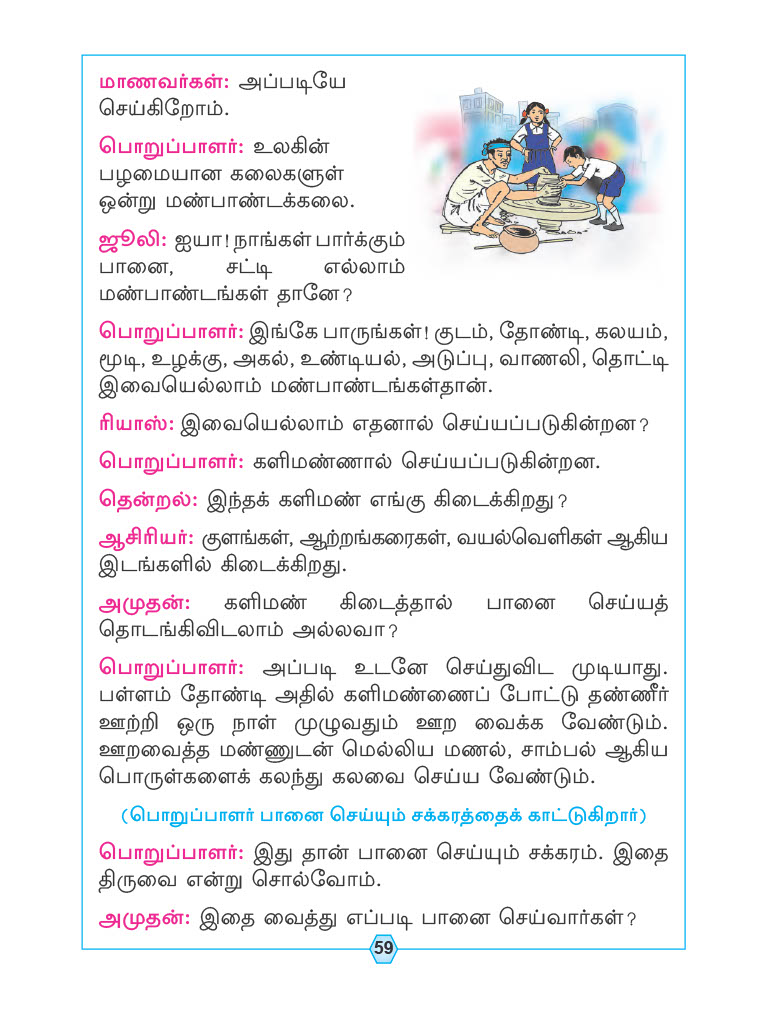 மாணவர்கள்: அப்படியே
செய்கிறோம்.
பொறுப்பாளர்: உலகின்
பழமையான கலைகளுள்
ஒன்று மண்பாண்டக்கலை.
ஜூலி: ஐயா! நாங்கள் பார்க்கும்
பானை, சட்டி எல்லாம்
மண்பாண்டங்கள் தானே?
பொறுப்பாளர்: இங்கே பாருங்கள்! குடம், தோண்டி, கலயம்,
மூடி, உழக்கு, அகல், உண்டியல், அடுப்பு, வாணலி, தொட்டி
இவையெல்லாம் மண்பாண்டங்கள்தான்.
ரியாஸ்: இவையெல்லாம் எதனால் செய்யப்படுகின்றன?
பொறுப்பாளர்: களிமண்ணால் செய்யப்படுகின்றன.
தென்றல்: இந்தக் களிமண் எங்கு கிடைக்கிறது?
ஆசிரியர்: குளங்கள், ஆற்றங்கரைகள், வயல்வெளிகள் ஆகிய
இடங்களில் கிடைக்கிறது.
அமுதன்: களிமண் கிடைத்தால் பானை செய்யத்
தொடங்கிவிடலாம் அல்லவா?
பொறுப்பாளர்: அப்படி உடனே செய்துவிட முடியாது.
பள்ளம் தோண்டி அதில் களிமண்ணைப் போட்டு தண்ணீர்
ஊற்றி ஒரு நாள் முழுவதும் ஊற வைக்க வேண்டும்.
ஊறவைத்த மண்ணுடன் மெல்லிய மணல், சாம்பல் ஆகிய
பொருள்களைக் கலந்து கலவை செய்ய வேண்டும்.
(பொறுப்பாளர் பானை செய்யும் சக்கரத்தைக் காட்டுகிறார்)
பொறுப்பாளர்: இது தான் பானை செய்யும் சக்கரம். இதை
திருவை என்று சொல்வோம்.
அமுதன்: இதை வைத்து எப்படி பானை செய்வார்கள்?
59